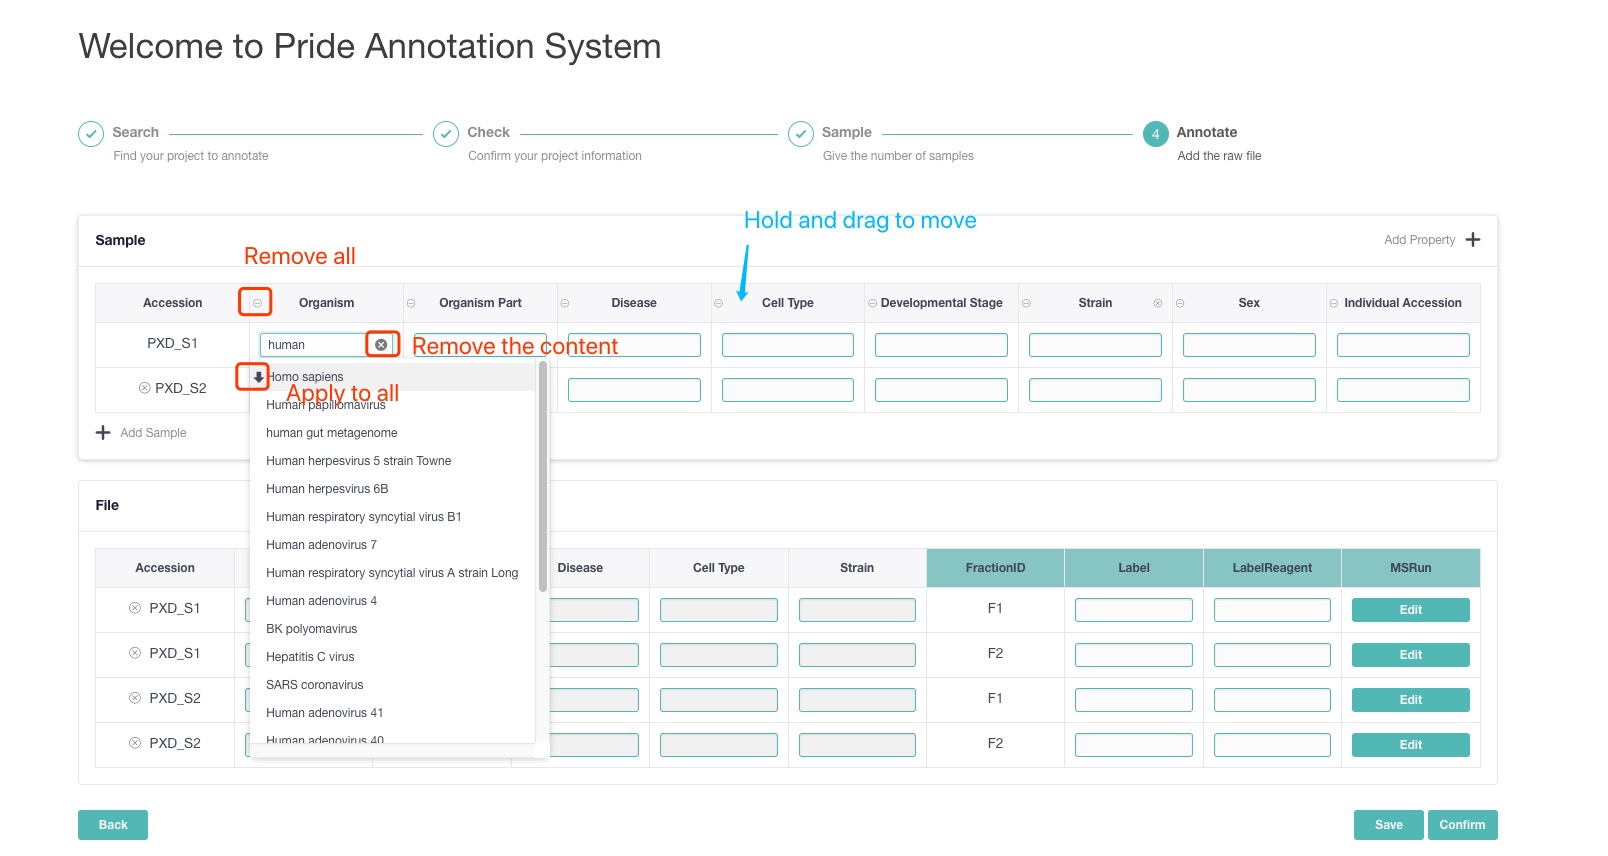 Welcome to Pride Annotation System
Search
Find your project to annotate
Check
Confirm your project information
Sample
Give the number of samples
4
Annotate
Add the raw file
Hold and drag to move
Sample
Add Property
Remove all
Accession Organism Organism Part Disease Cell Type Developmental Stage Strain Sex Individual Accession
PXD_S1 human
Remove the content
Homo sapiens
PXD_S2
Apply to all
Human papillomavirus
Add Sample
human gut metagenome
Human herpesvirus 5 strain Towne
Human herpesvirus 6B
Human respiratory syncytial virus B1
Human adenovirus 7
Human respiratory syncytial virus A strain Long
Human adenovirus 4
BK polyomavirus
Hepatitis C virus
SARS coronavirus
Human adenovirus 41
Human adenovirus 40
File
Accession Disease Cell Type Strain FractionID Label LabelReagent MSRun
PXD_S1 F1 Edit
PXD_S1 F2 Edit
PXD_S2 F1 Edit
PXD_S2 F2 Edit
Back
Save
Confirm